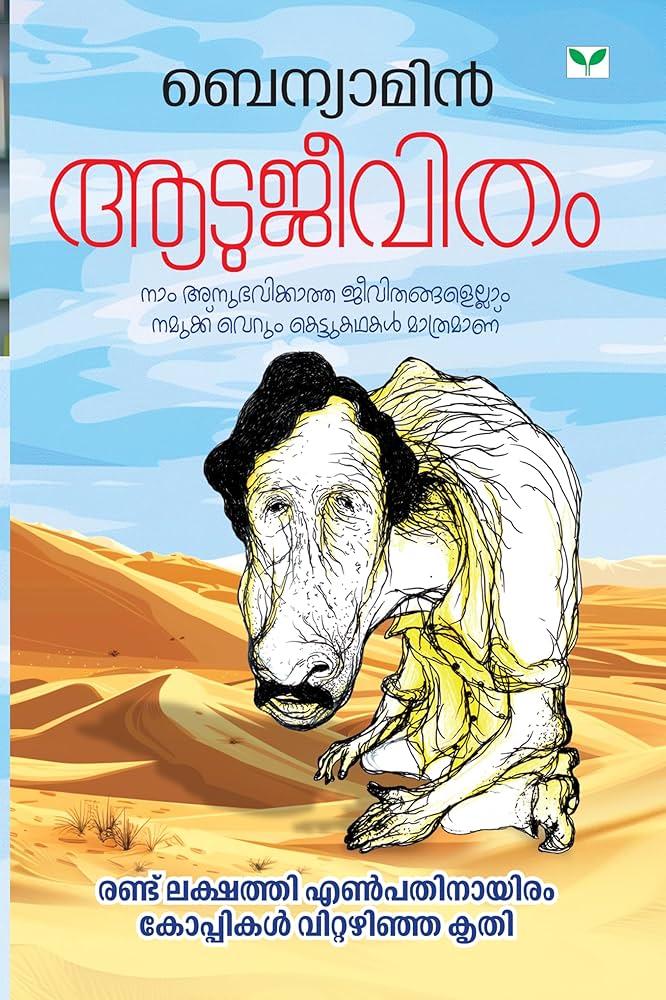 ബെന്യാമിൻ
ആടുജീവിതം
നാം അനുഭവിക്കാത്ത ജീവിതങ്ങളെല്ലാം
നമുക്ക് വെറും കെട്ടുകഥകൾ മാത്രമാണ്
രണ്ട് ലക്ഷത്തി എൺപതിനായിരം
കോപ്പികൾ വിറ്റഴിഞ്ഞ കൃതി